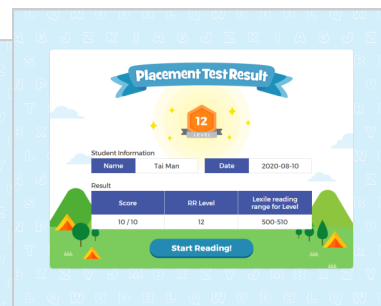 Placement Test Result
12
LEVEL
Student Information
Name Tai Man Date 2020-08-10
Result
Score RR Level Lexile reading range for Level
10 / 10 12 500-510
Start Reading!